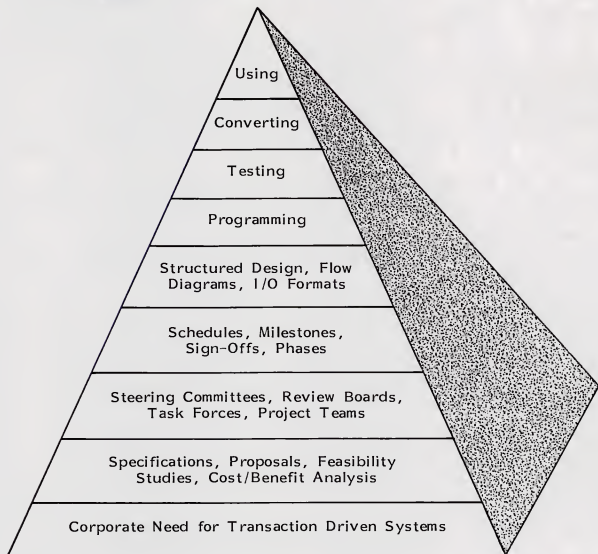 Using
Converting
Testing
Programming
Structured Design, Flow
Diagrams, I/O Formats
Schedules, Milestones,
Sign-Offs, Phases
Steering Committees, Review Boards,
Task Forces, Project Teams
Specifications, Proposals, Feasibility
Studies, Cost/Benefit Analysis
Corporate Need for Transaction Driven Systems